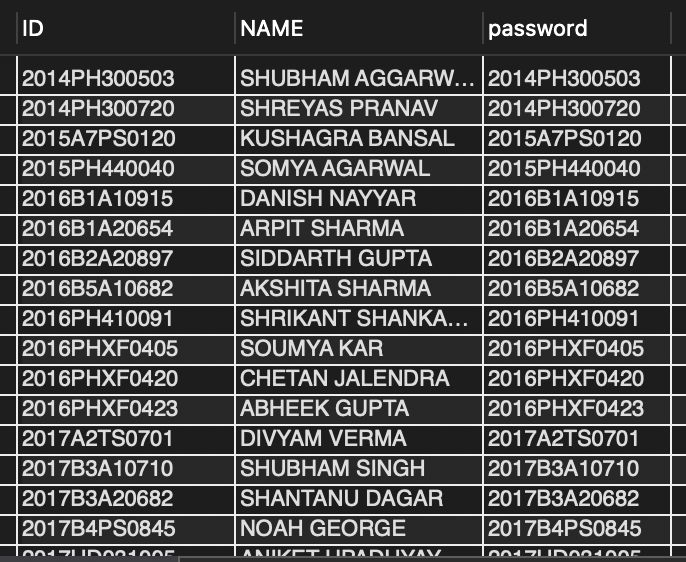 ID NAME password
2014PH300503 SHUBHAM AGGARW... 2014PH300503
2014PH300720 SHREYAS PRANAV 2014PH300720
2015A7PS0120 KUSHAGRA BANSAL 2015A7PS0120
2015PH440040 SOMYA AGARWAL 2015PH440040
2016B1A10915 DANISH NAYYAR 2016B1A10915
2016B1A20654 ARPIT SHARMA 2016B1A20654
2016B2A20897 SIDDARTH GUPTA 2016B2A20897
2016B5A10682 AKSHITA SHARMA 2016B5A10682
2016PH410091 SHRIKANT SHANKA... 2016PH410091
2016PHXF0405 SOUMYA KAR 2016PHXF0405
2016PHXF0420 CHETAN JALENDRA 2016PHXF0420
2016PHXF0423 ABHEEK GUPTA 2016PHXF0423
2017A2TS0701 DIVYAM VERMA 2017A2TS0701
2017B3A10710 SHUBHAM SINGH 2017B3A10710
2017B3A20682 SHANTANU DAGAR 2017B3A20682
2017B4PS0845 NOAH GEORGE 2017B4PS0845
ANIKET UPADHYAY